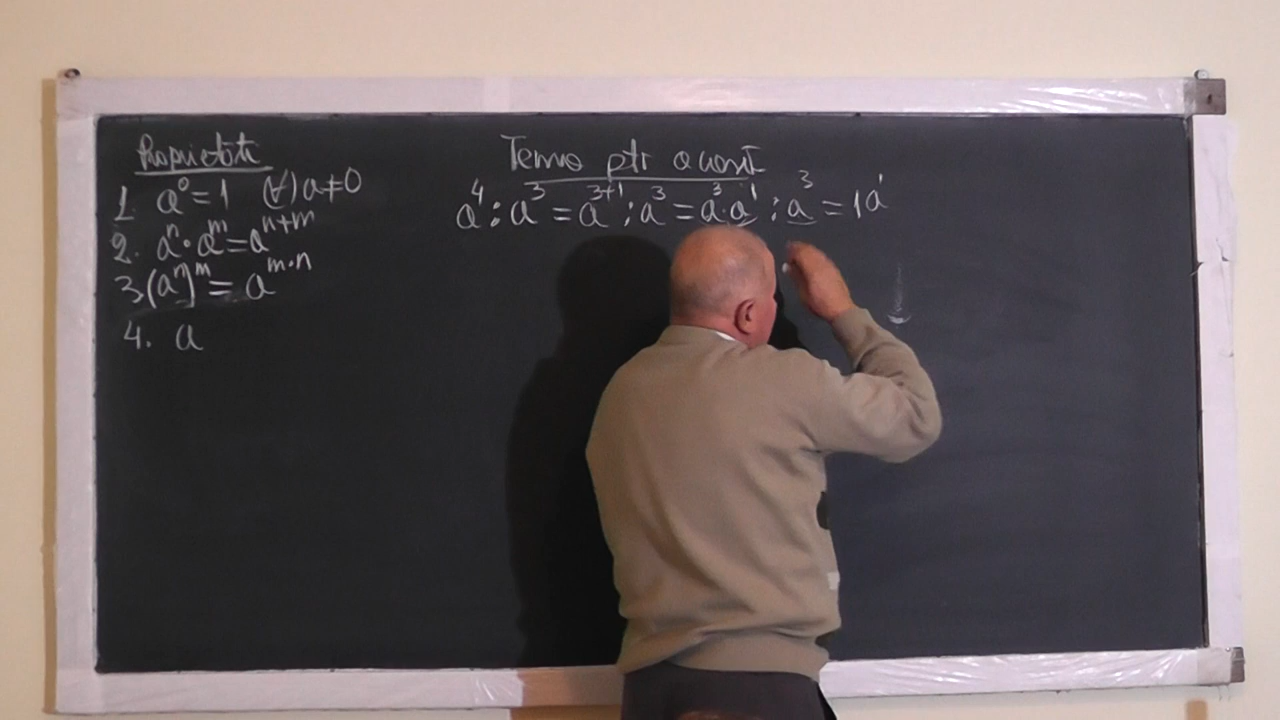 Proprietăți
1. a⁰ = 1 (∀) a ≠ 0
2. aⁿ · aᵐ = aⁿ⁺ᵐ
3. (aⁿ)ᵐ = aᵐ·ⁿ
4. a
Tema ptr acasă
a⁴ : a³ = a³⁺¹ : a³ = a³ · a¹ : a³ = 1a¹